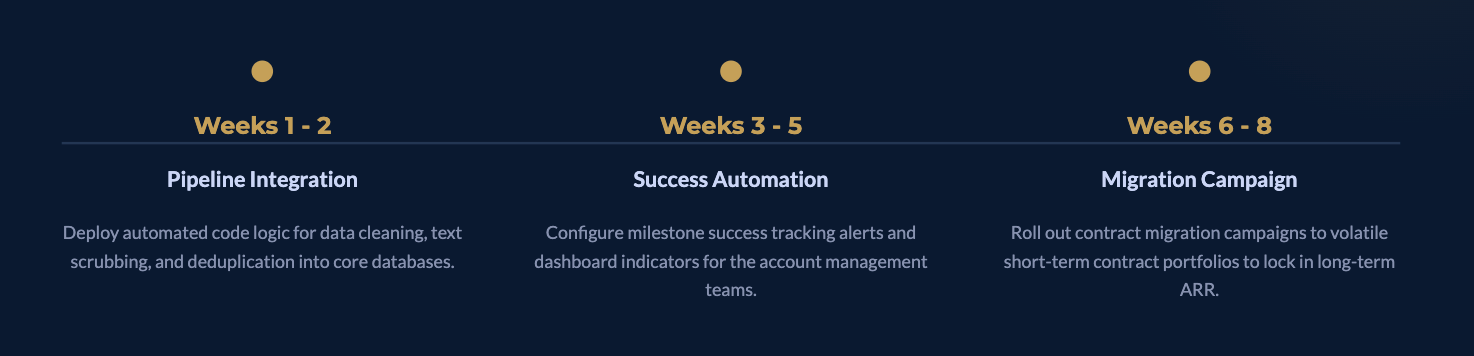 Weeks 1 - 2
Pipeline Integration
Deploy automated code logic for data cleaning, text
scrubbing, and deduplication into core databases.
Weeks 3 - 5
Success Automation
Configure milestone success tracking alerts and
dashboard indicators for the account management
teams.
Weeks 6 - 8
Migration Campaign
Roll out contract migration campaigns to volatile
short-term contract portfolios to lock in long-term
ARR.